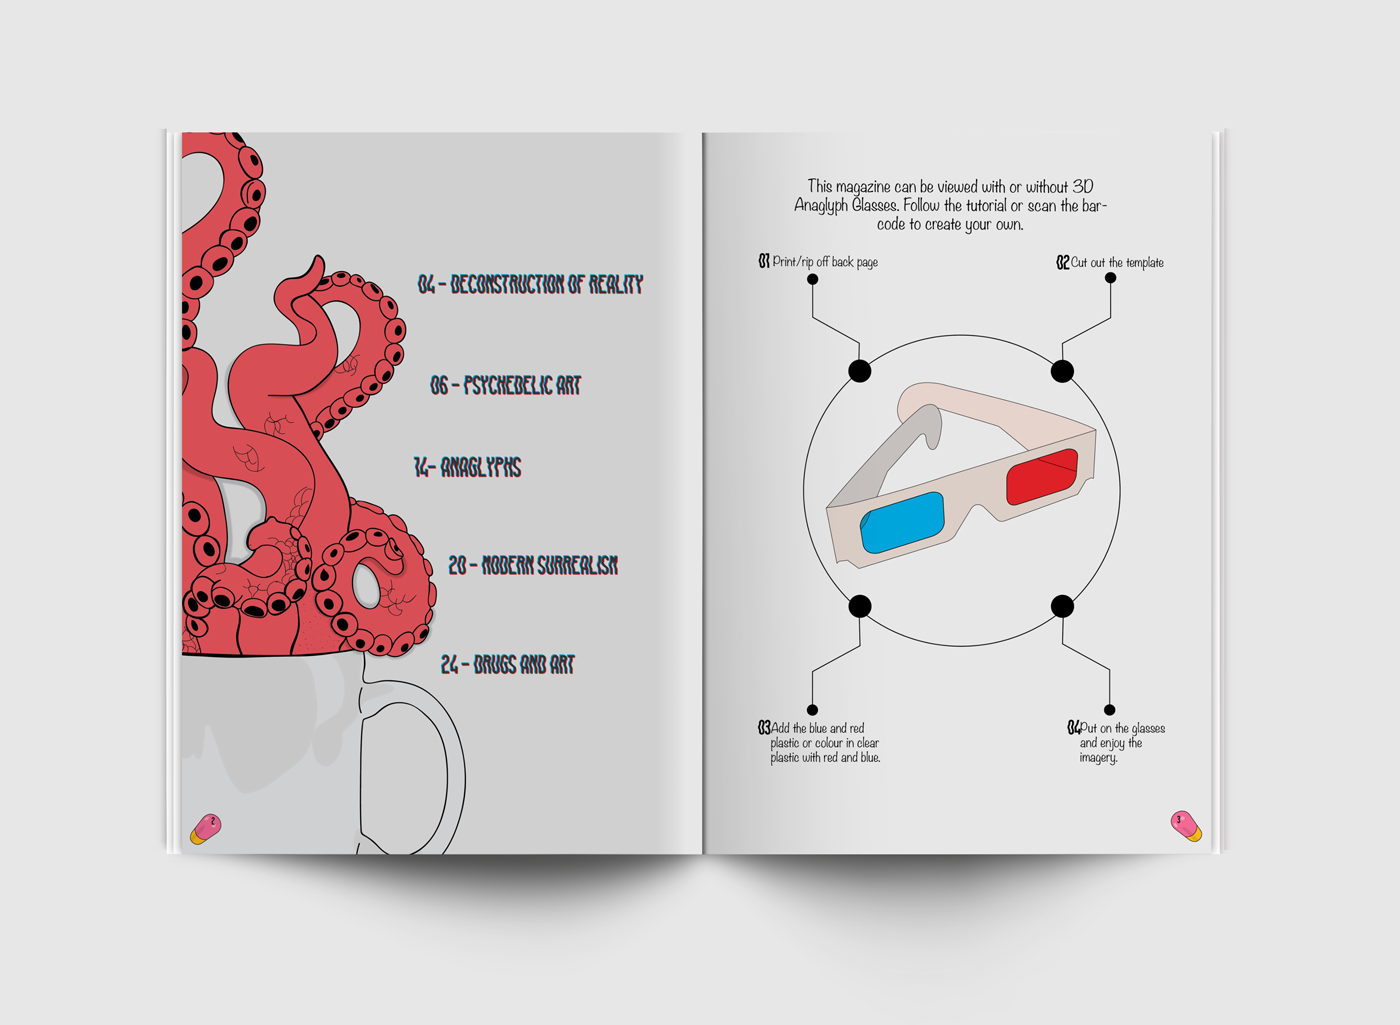 04 - DECONSTRUCTION OF REALITY
06 - PSYCHEDELIC ART
14- ANAGLYPHS
20 - MODERN SURREALISM
24 - DRUGS AND ART
2
This magazine can be viewed with or without 3D
Anaglyph Glasses. Follow the tutorial or scan the bar-
code to create your own.
01 Print/rip off back page
02 Cut out the template
03 Add the blue and red
plastic or colour in clear
plastic with red and blue.
04 Put on the glasses
and enjoy the
imagery.
3